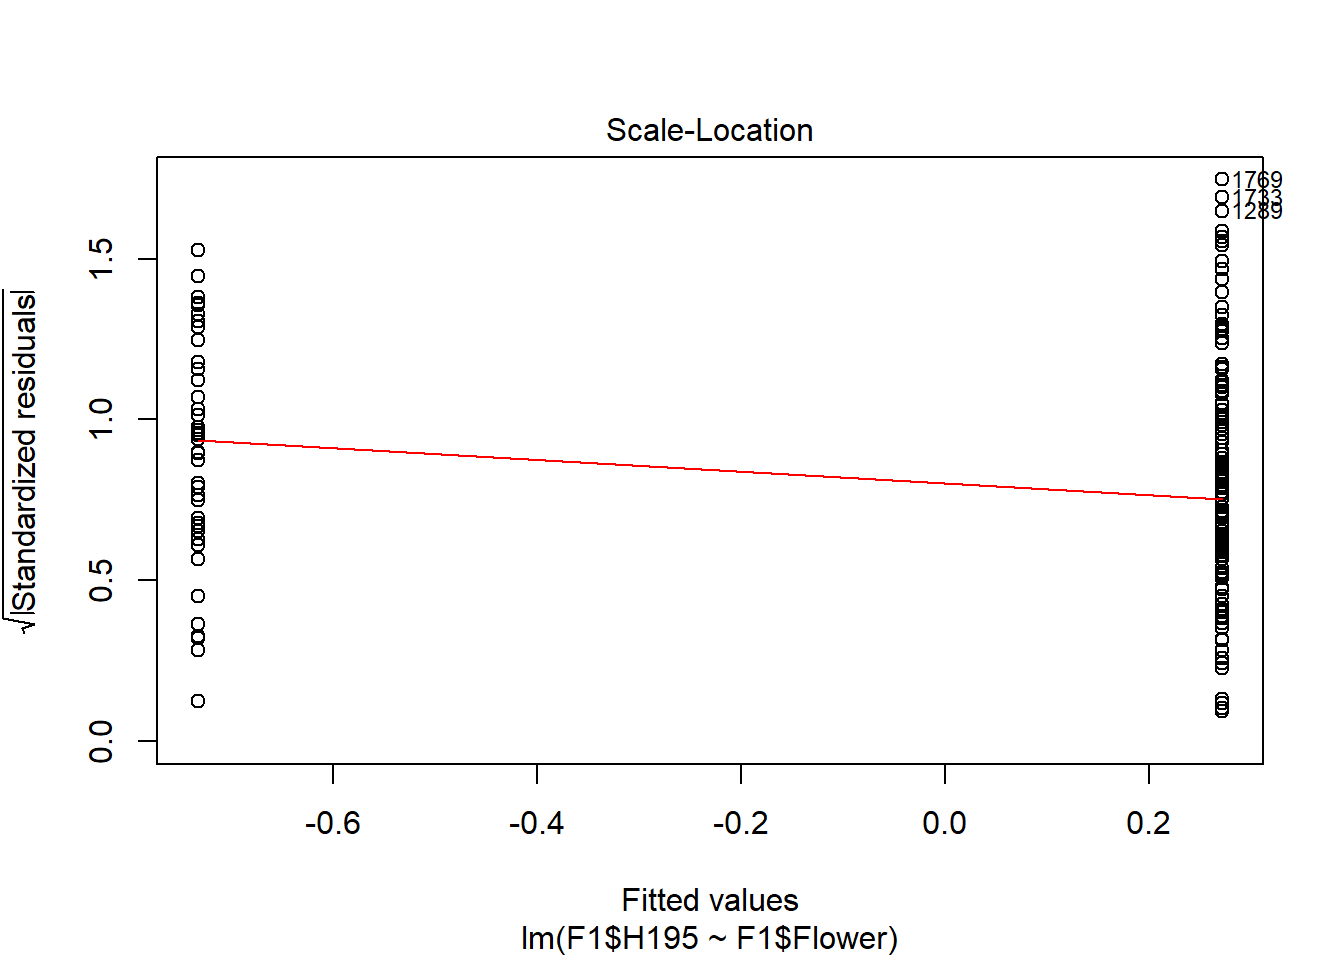 Scale-Location
1769
1733
1289
√|Standardized residuals|
1.5
1.0
0.5
0.0
-0.6 -0.4 -0.2 0.0 0.2
Fitted values
lm(F1$H195 ~ F1$Flower)